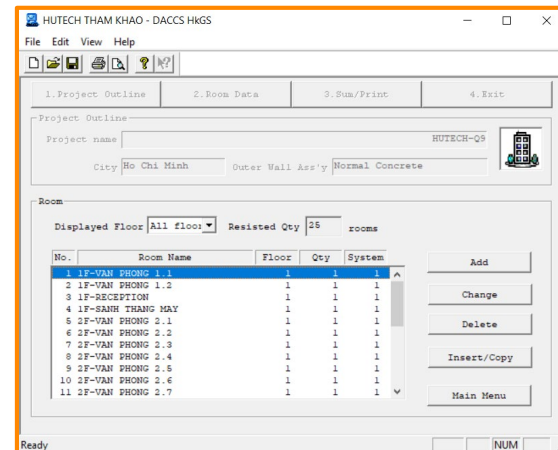 HUTECH THAM KHAO - DACCS HkGS
File Edit View Help
1.Project Outline 2.Room Data 3.Sum/Print 4.Exit
Project Outline
Project name HUTECH-Q9
City Ho Chi Minh Outer Wall Ass'y Normal Concrete
Room
Displayed Floor All floor Resisted Qty 25 rooms
No. Room Name Floor Qty System
1 1F-VAN PHONG 1.1 1 1 1
2 1F-VAN PHONG 1.2 1 1 1
3 1F-RECEPTION 1 1 1
4 1F-SANH THANG MAY 1 1 1
5 2F-VAN PHONG 2.1 1 1 1
6 2F-VAN PHONG 2.2 1 1 1
7 2F-VAN PHONG 2.3 1 1 1
8 2F-VAN PHONG 2.4 1 1 1
9 2F-VAN PHONG 2.5 1 1 1
10 2F-VAN PHONG 2.6 1 1 1
11 2F-VAN PHONG 2.7 1 1 1
Add
Change
Delete
Insert/Copy
Main Menu
Ready NUM